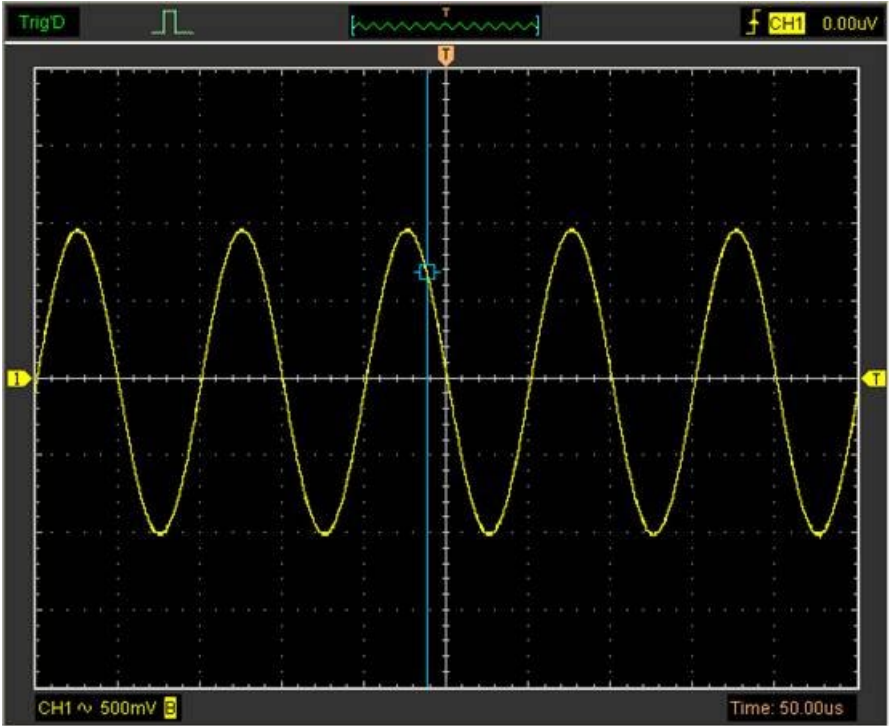 Trig'D
T
CH1 0.00uV
T
1
T
CH1 ∿ 500mV B
Time: 50.00us